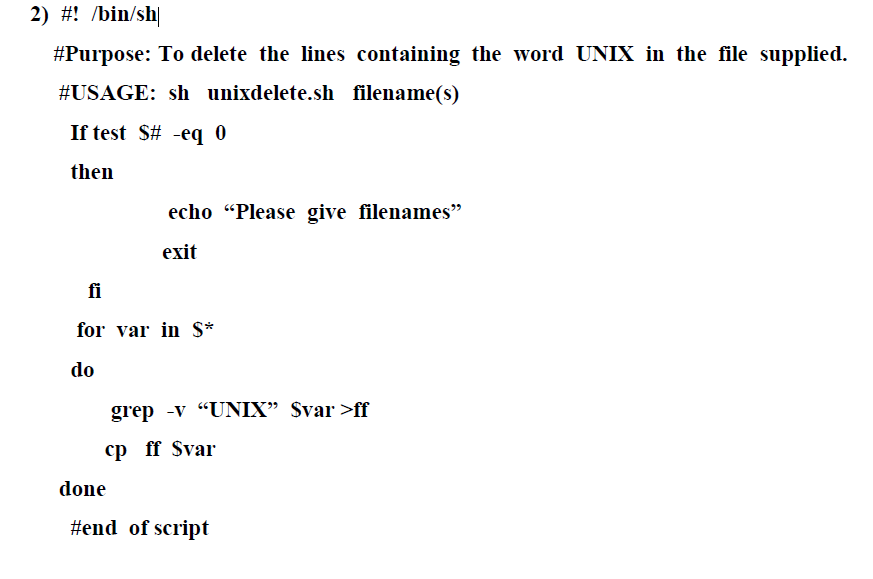 2) #! /bin/sh
#Purpose: To delete the lines containing the word UNIX in the file supplied.
#USAGE: sh unixdelete.sh filename(s)
If test $# -eq 0
then
echo “Please give filenames”
exit
fi
for var in $*
do
grep -v “UNIX” $var >ff
cp ff $var
done
#end of script